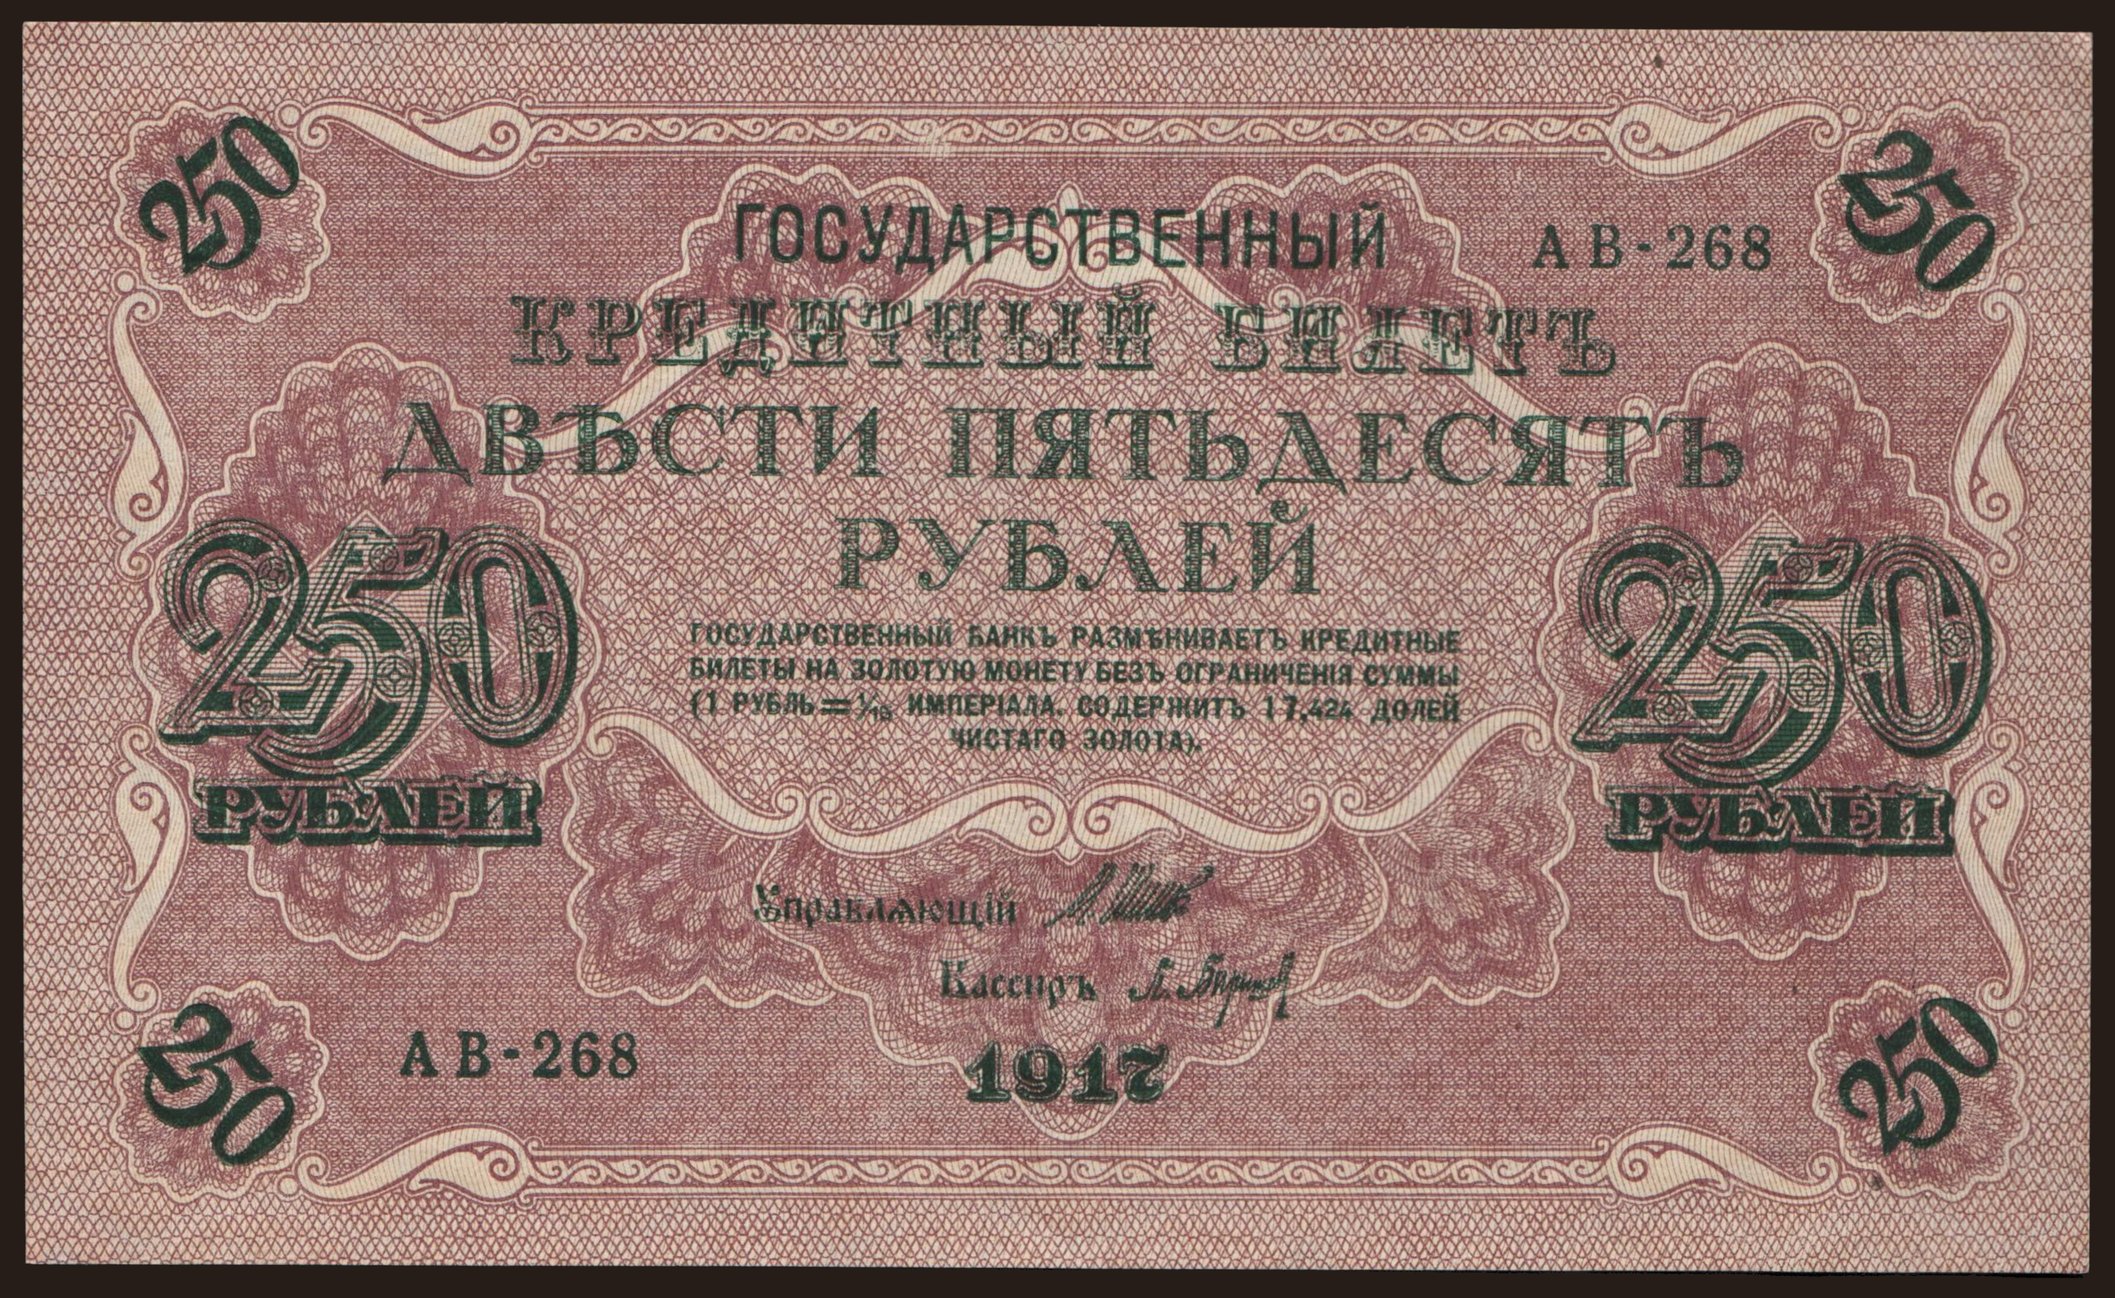 250
250
ГОСУДАРСТВЕННЫЙ
АВ-268
КРЕДИТНЫЙ БИЛЕТЪ
ДВѢСТИ ПЯТЬДЕСЯТЪ
РУБЛЕЙ
250
РУБЛЕЙ
250
РУБЛЕЙ
ГОСУДАРСТВЕННЫЙ БАНКЪ РАЗМѢНИВАЕТЪ КРЕДИТНЫЕ
БИЛЕТЫ НА ЗОЛОТУЮ МОНЕТУ БЕЗЪ ОГРАНИЧЕНІЯ СУММЫ
(1 РУБЛЬ = 1/15 ИМПЕРІАЛА, СОДЕРЖИТЪ 17,424 ДОЛЕЙ
ЧИСТАГО ЗОЛОТА).
Управляющій
Кассиръ
АВ-268
1917
250
250